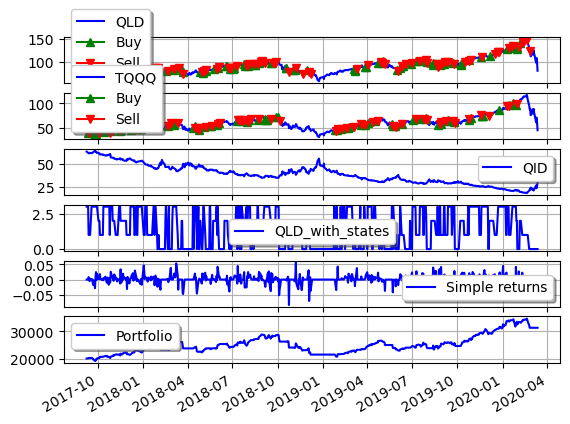 QLD
Buy
Sell
150
100
TQQQ
Buy
Sell
100
50
QID
50
25
QLD_with_states
2.5
0.0
Simple returns
0.05
0.00
−0.05
Portfolio
30000
20000
2017-10
2018-01
2018-04
2018-07
2018-10
2019-01
2019-04
2019-07
2019-10
2020-01
2020-04